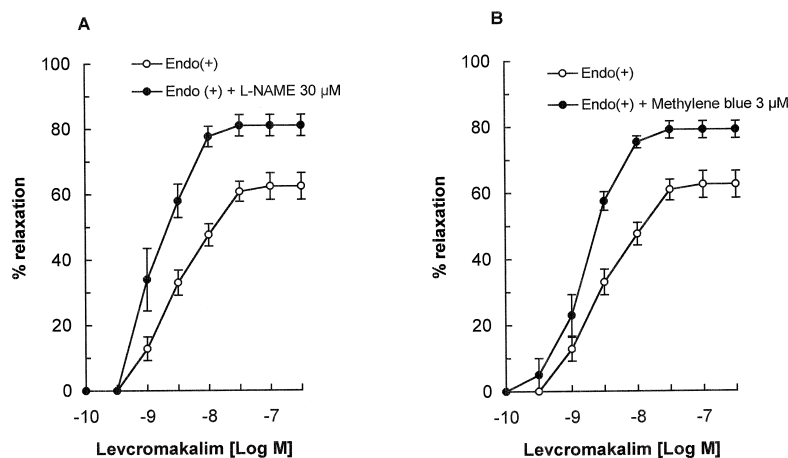 A
Endo(+)
Endo (+) + L-NAME 30 µM
100
80
60
40
20
0
% relaxation
-10 -9 -8 -7
Levcromakalim [Log M]
B
Endo(+)
Endo(+) + Methylene blue 3 µM
100
80
60
40
20
0
% relaxation
-10 -9 -8 -7
Levcromakalim [Log M]